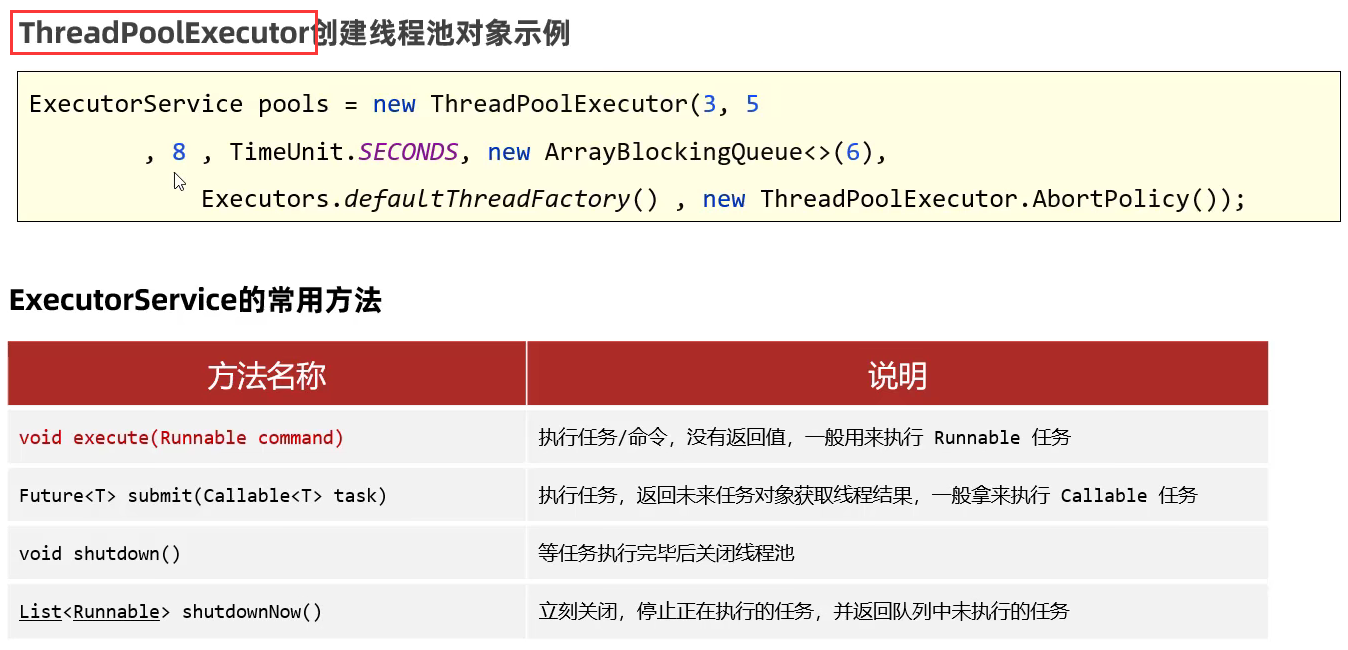 ThreadPoolExecutor创建线程池对象示例
ExecutorService pools = new ThreadPoolExecutor(3, 5
, 8 , TimeUnit.SECONDS, new ArrayBlockingQueue<>(6),
Executors.defaultThreadFactory() , new ThreadPoolExecutor.AbortPolicy());
ExecutorService的常用方法
方法名称 说明
void execute(Runnable command) 执行任务/命令，没有返回值，一般用来执行 Runnable 任务
Future<T> submit(Callable<T> task) 执行任务，返回未来任务对象获取线程结果，一般拿来执行 Callable 任务
void shutdown() 等任务执行完毕后关闭线程池
List<Runnable> shutdownNow() 立刻关闭，停止正在执行的任务，并返回队列中未执行的任务